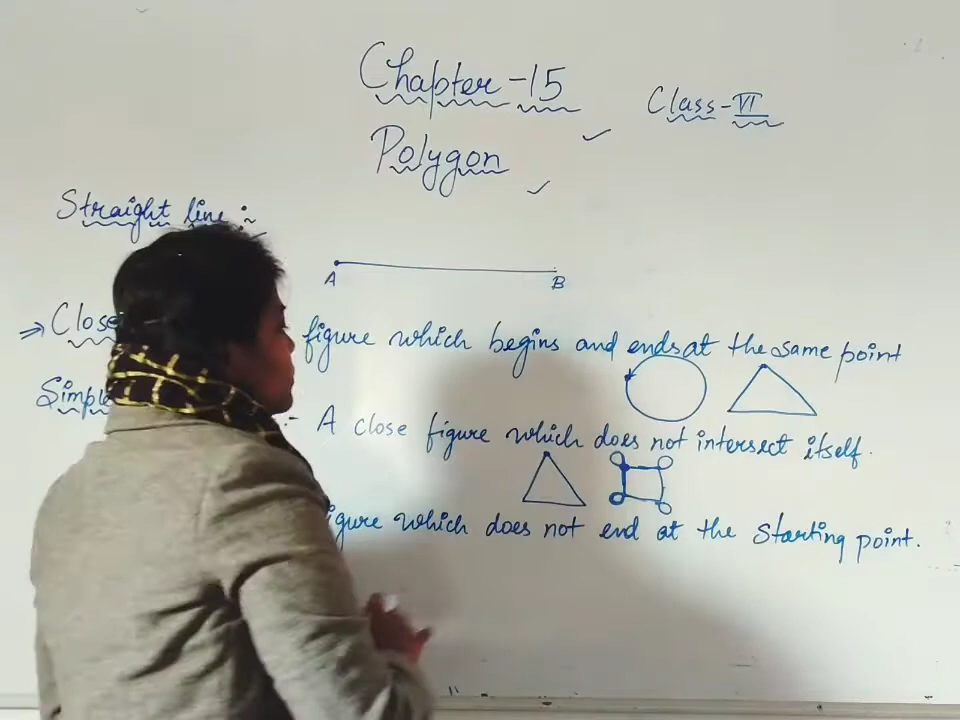 Chapter-15
Class-VI
Polygon
Straight line :~
A B
⇒ Close figure which begins and ends at the same point
Simple :- A close figure which does not intersect itself.
figure which does not end at the starting point.